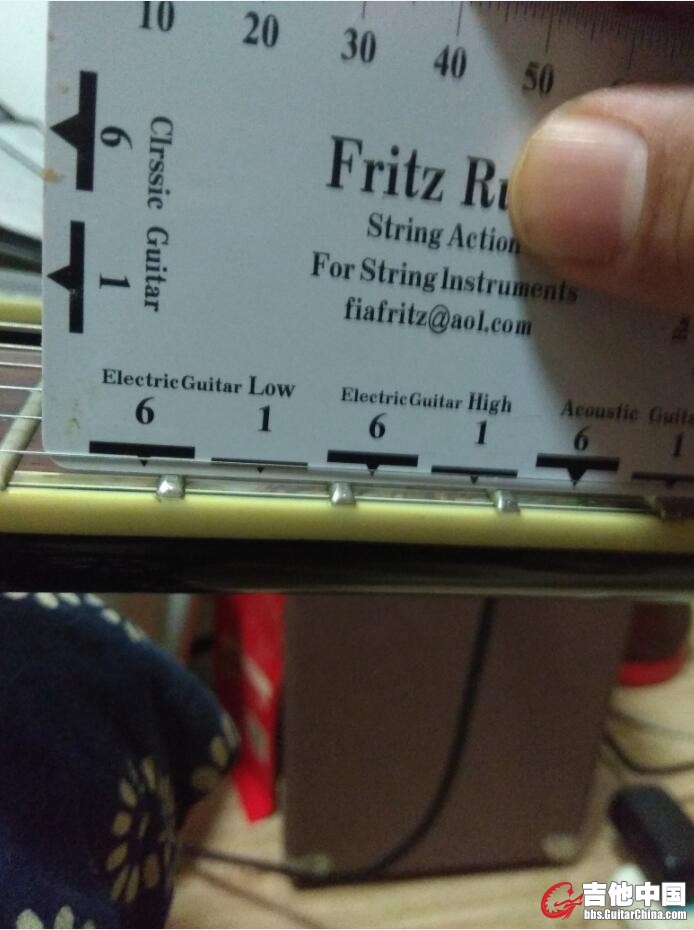 10 20 30 40 50
6
1
Clrssic Guitar
Fritz
String Action
For String Instruments
fiafritz@aol.com
Electric Guitar Low
6 1
Electric Guitar High
6 1
Acoustic
6 1
吉他中国
bbs.GuitarChina.com